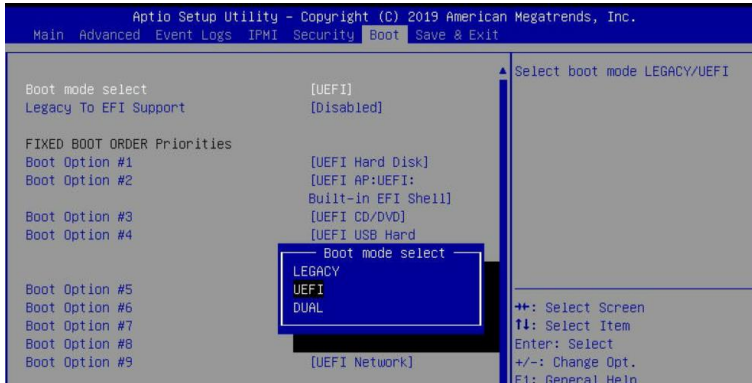 Aptio Setup Utility – Copyright (C) 2019 American Megatrends, Inc.
Main Advanced Event Logs IPMI Security Boot Save & Exit
Boot mode select [UEFI]
Legacy To EFI Support [Disabled]
FIXED BOOT ORDER Priorities
Boot Option #1 [UEFI Hard Disk]
Boot Option #2 [UEFI AP:UEFI:
Built-in EFI Shell]
Boot Option #3 [UEFI CD/DVD]
Boot Option #4 [UEFI USB Hard
Boot Option #5
Boot Option #6
Boot Option #7
Boot Option #8
Boot Option #9 [UEFI Network]
Boot mode select
LEGACY
UEFI
DUAL
Select boot mode LEGACY/UEFI
→←: Select Screen
↑↓: Select Item
Enter: Select
+/-: Change Opt.
F1: General Help